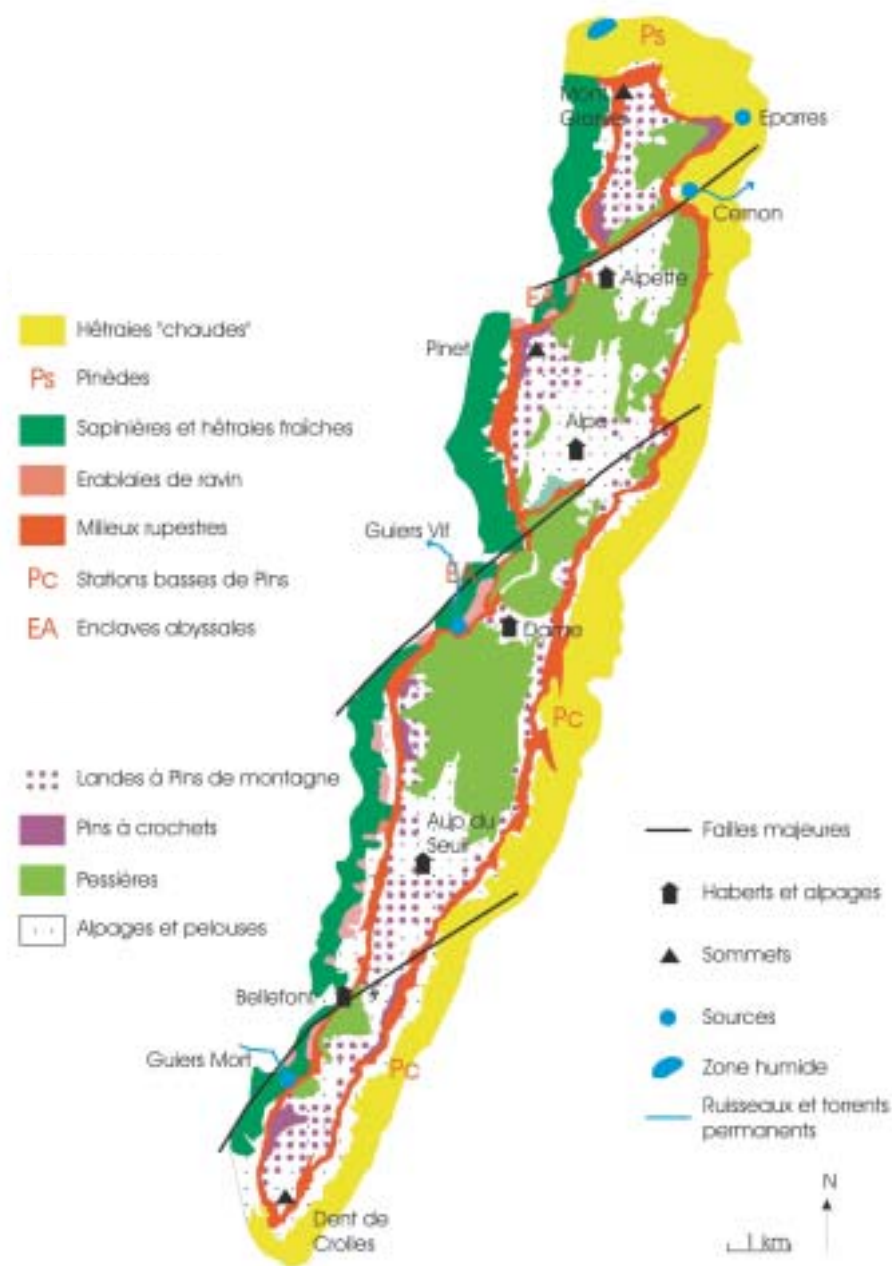 Ps
Mont
Granier
Eparres
Cernon
Alpette
EA
Hêtraies "chaudes"
Pinet
Ps Pinèdes
Alpe
Sapinières et hêtraies fraîches
Erablaies de ravin
Milieux rupestres
Guiers Vif
Pc Stations basses de Pins
EA
EA Enclaves abyssales
Dame
Pc
Landes à Pins de montagne
Pins à crochets
Aup du
Seuil
Failles majeures
Pessières
Haberts et alpages
Alpages et pelouses
Sommets
Bellefont
Sources
Guiers Mort
Pc
Zone humide
Ruisseaux et torrents
permanents
N
Dent de
Crolles
1 km